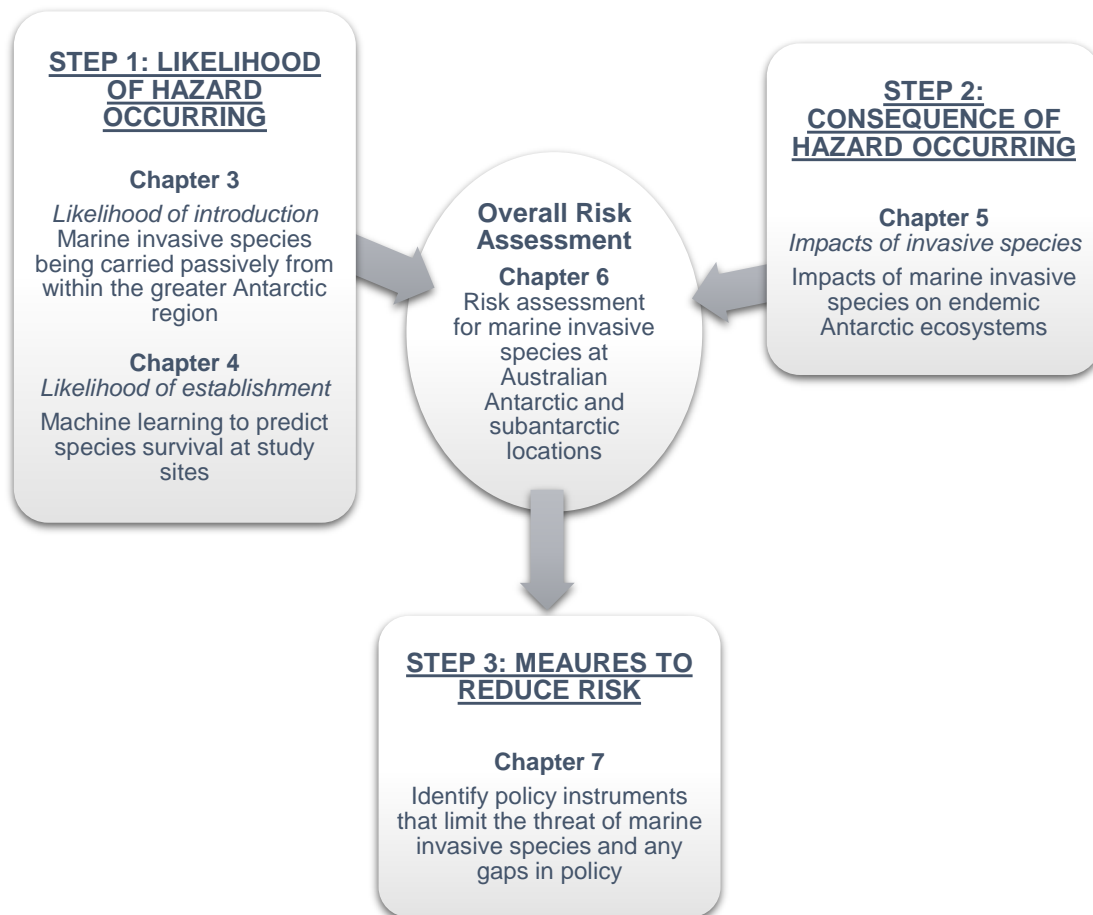 STEP 1: LIKELIHOOD
OF HAZARD
OCCURRING
Chapter 3
Likelihood of introduction
Marine invasive species
being carried passively from
within the greater Antarctic
region
Chapter 4
Likelihood of establishment
Machine learning to predict
species survival at study
sites
Overall Risk
Assessment
Chapter 6
Risk assessment
for marine invasive
species at
Australian
Antarctic and
subantarctic
locations
STEP 2:
CONSEQUENCE OF
HAZARD OCCURRING
Chapter 5
Impacts of invasive species
Impacts of marine invasive
species on endemic
Antarctic ecosystems
STEP 3: MEAURES TO
REDUCE RISK
Chapter 7
Identify policy instruments
that limit the threat of marine
invasive species and any
gaps in policy